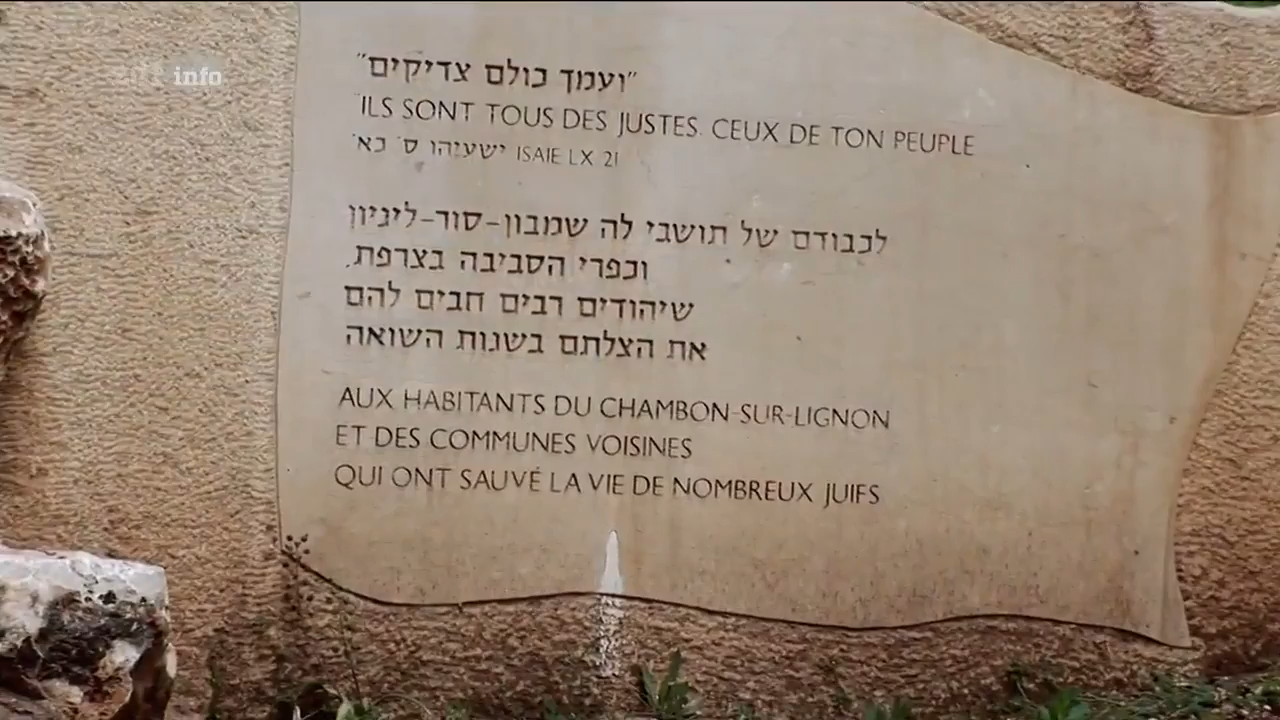 zdf info
"ועמך כולם צדיקים"
ILS SONT TOUS DES JUSTES. CEUX DE TON PEUPLE
ישעיהו ס' כא' ISAIE LX 21
לכבודם של תושבי לה שמבון-סור-ליניון
וכפרי הסביבה בצרפת,
שיהודים רבים חבים להם
את הצלתם בשנות השואה
AUX HABITANTS DU CHAMBON-SUR-LIGNON
ET DES COMMUNES VOISINES
QUI ONT SAUVÉ LA VIE DE NOMBREUX JUIFS